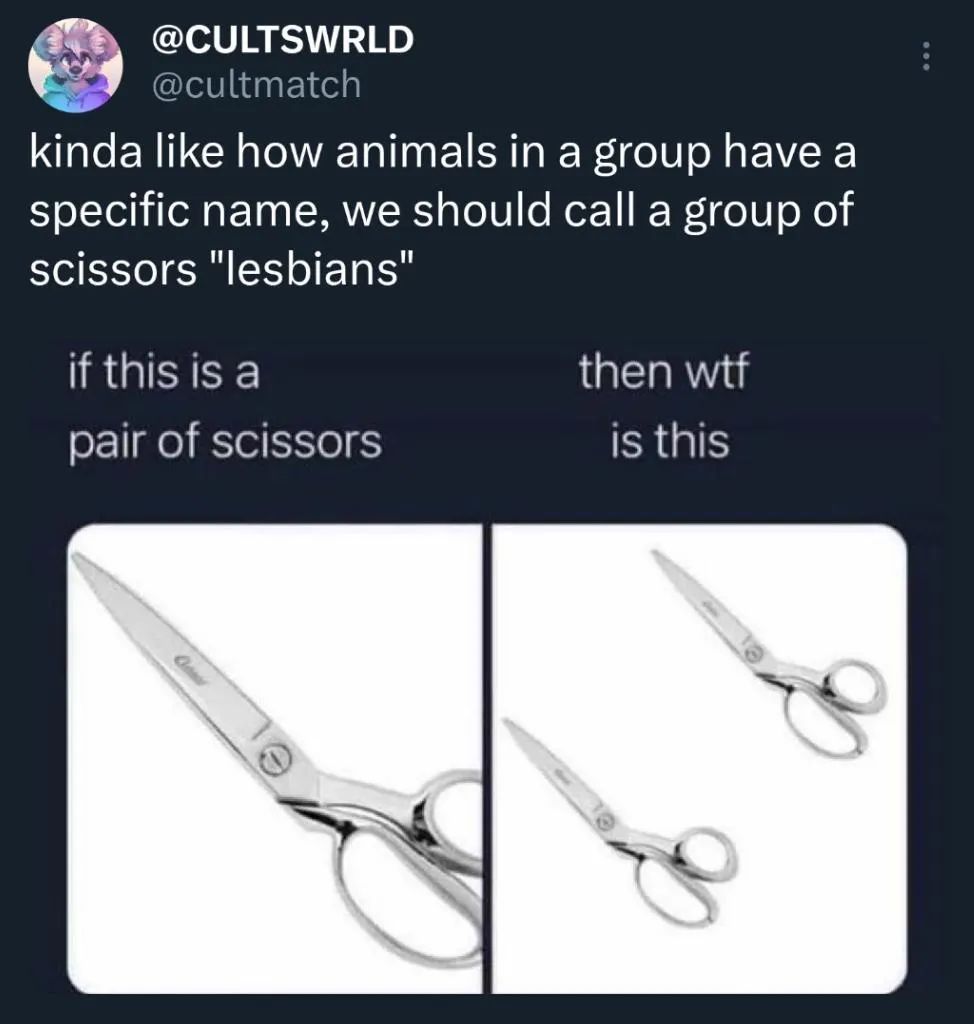 @CULTSWRLD
@cultmatch
kinda like how animals in a group have a
specific name, we should call a group of
scissors "lesbians"
if this is a
pair of scissors
then wtf
is this